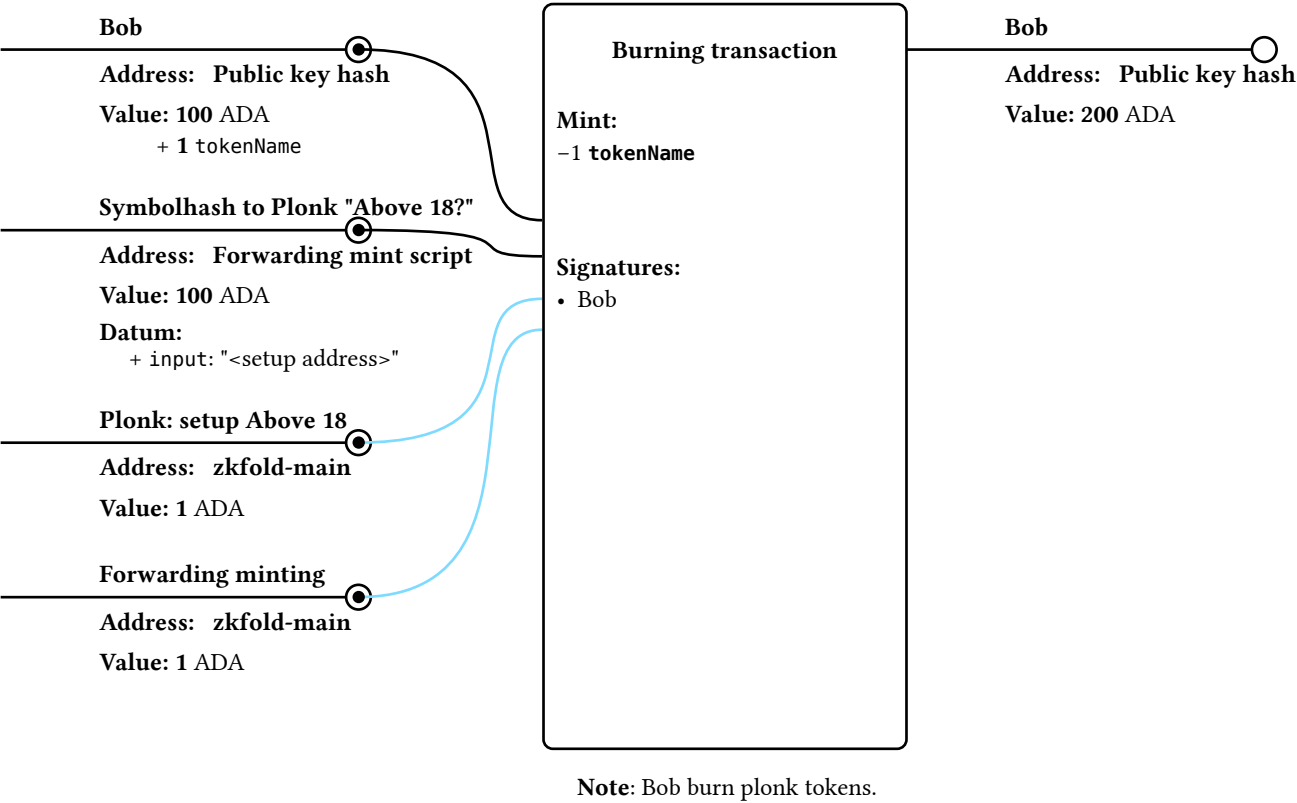 Bob
Address: Public key hash
Value: 100 ADA
+ 1 tokenName
Symbolhash to Plonk "Above 18?"
Address: Forwarding mint script
Value: 100 ADA
Datum:
+ input: "<setup address>"
Plonk: setup Above 18
Address: zkfold-main
Value: 1 ADA
Forwarding minting
Address: zkfold-main
Value: 1 ADA
Burning transaction
Mint:
−1 tokenName
Signatures:
• Bob
Bob
Address: Public key hash
Value: 200 ADA
Note: Bob burn plonk tokens.